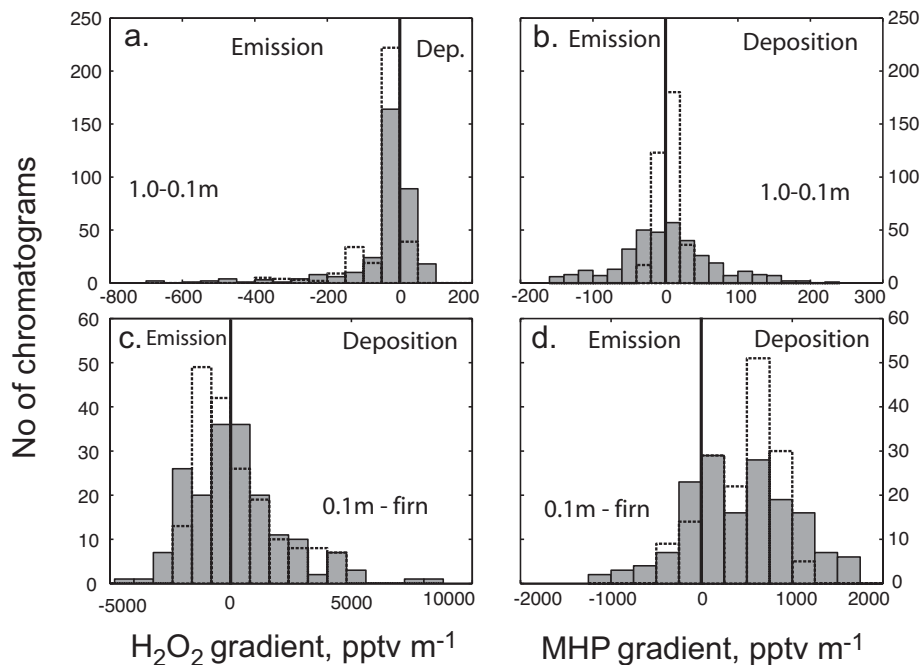 a.
Emission
Dep.
1.0-0.1m
250
200
150
100
50
0
-800
-600
-400
-200
0
200
b.
Emission
Deposition
1.0-0.1m
250
200
150
100
50
0
-200
-100
0
100
200
300
c.
Emission
Deposition
0.1m - firn
60
50
40
30
20
10
0
-5000
0
5000
10000
d.
Emission
Deposition
0.1m - firn
60
50
40
30
20
10
0
-2000
-1000
0
1000
2000
No of chromatograms
H₂O₂ gradient, pptv m⁻¹
MHP gradient, pptv m⁻¹